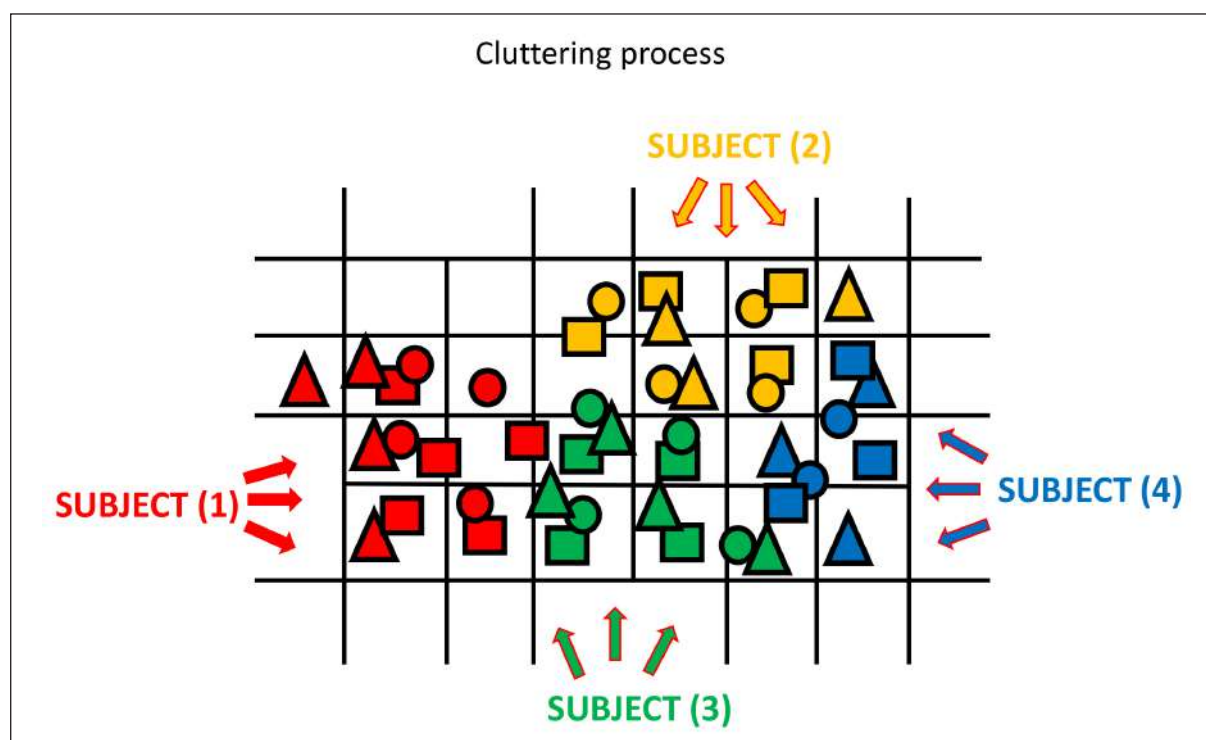 Cluttering process
SUBJECT (2)
SUBJECT (1)
SUBJECT (4)
SUBJECT (3)